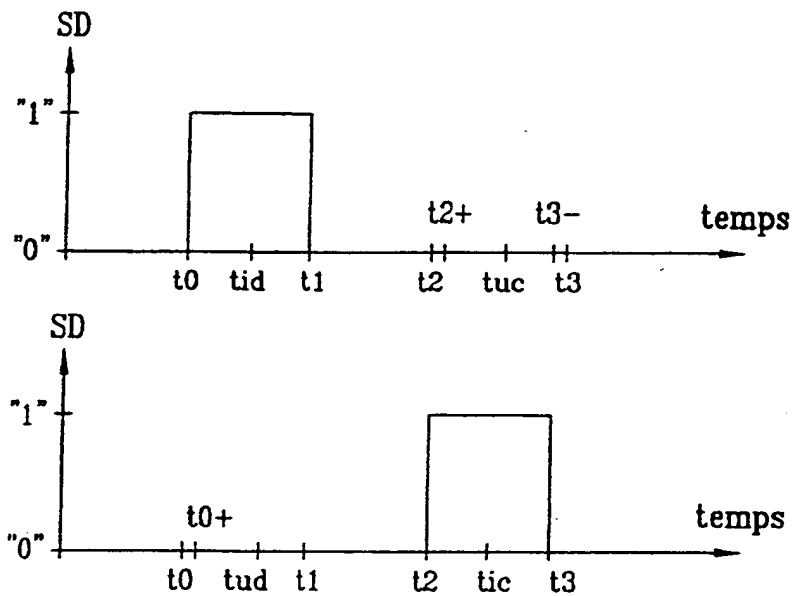 SD
"1"
t2+ t3- temps
"0"
t0 tid t1 t2 tuc t3
SD
"1"
t0+ temps
"0"
t0 tud t1 t2 tic t3